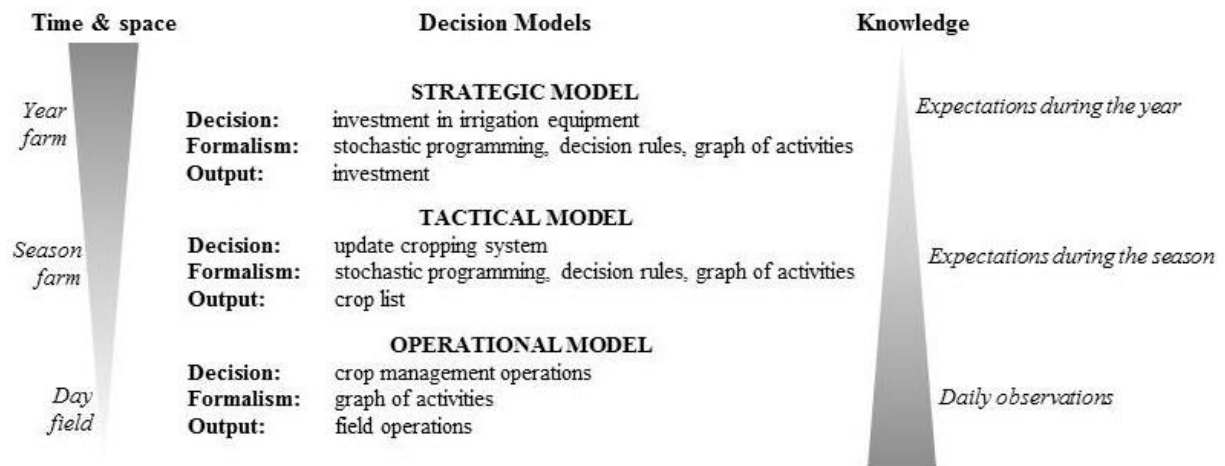 Time & space
Decision Models
Knowledge
Year
farm
STRATEGIC MODEL
Decision: investment in irrigation equipment
Formalism: stochastic programming, decision rules, graph of activities
Output: investment
Expectations during the year
Season
farm
TACTICAL MODEL
Decision: update cropping system
Formalism: stochastic programming, decision rules, graph of activities
Output: crop list
Expectations during the season
Day
field
OPERATIONAL MODEL
Decision: crop management operations
Formalism: graph of activities
Output: field operations
Daily observations